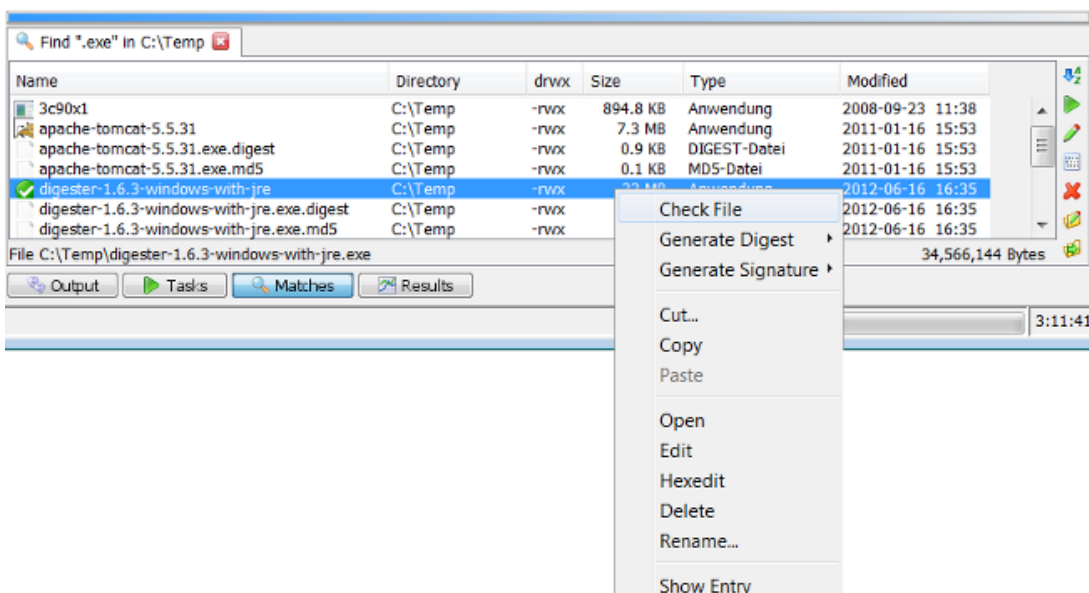 Find ".exe" in C:\Temp
Name Directory drwx Size Type Modified
3c90x1 C:\Temp -rwx 894.8 KB Anwendung 2008-09-23 11:38
apache-tomcat-5.5.31 C:\Temp -rwx 7.3 MB Anwendung 2011-01-16 15:53
apache-tomcat-5.5.31.exe.digest C:\Temp -rwx 0.9 KB DIGEST-Datei 2011-01-16 15:53
apache-tomcat-5.5.31.exe.md5 C:\Temp -rwx 0.1 KB MD5-Datei 2011-01-16 15:53
digester-1.6.3-windows-with-jre C:\Temp -rwx 33 MB Anwendung 2012-06-16 16:35
digester-1.6.3-windows-with-jre.exe.digest C:\Temp -rwx 2012-06-16 16:35
digester-1.6.3-windows-with-jre.exe.md5 C:\Temp -rwx 2012-06-16 16:35
File C:\Temp\digester-1.6.3-windows-with-jre.exe 34,566,144 Bytes
Output Tasks Matches Results
3:11:41
Check File
Generate Digest
Generate Signature
Cut...
Copy
Paste
Open
Edit
Hexedit
Delete
Rename...
Show Entry